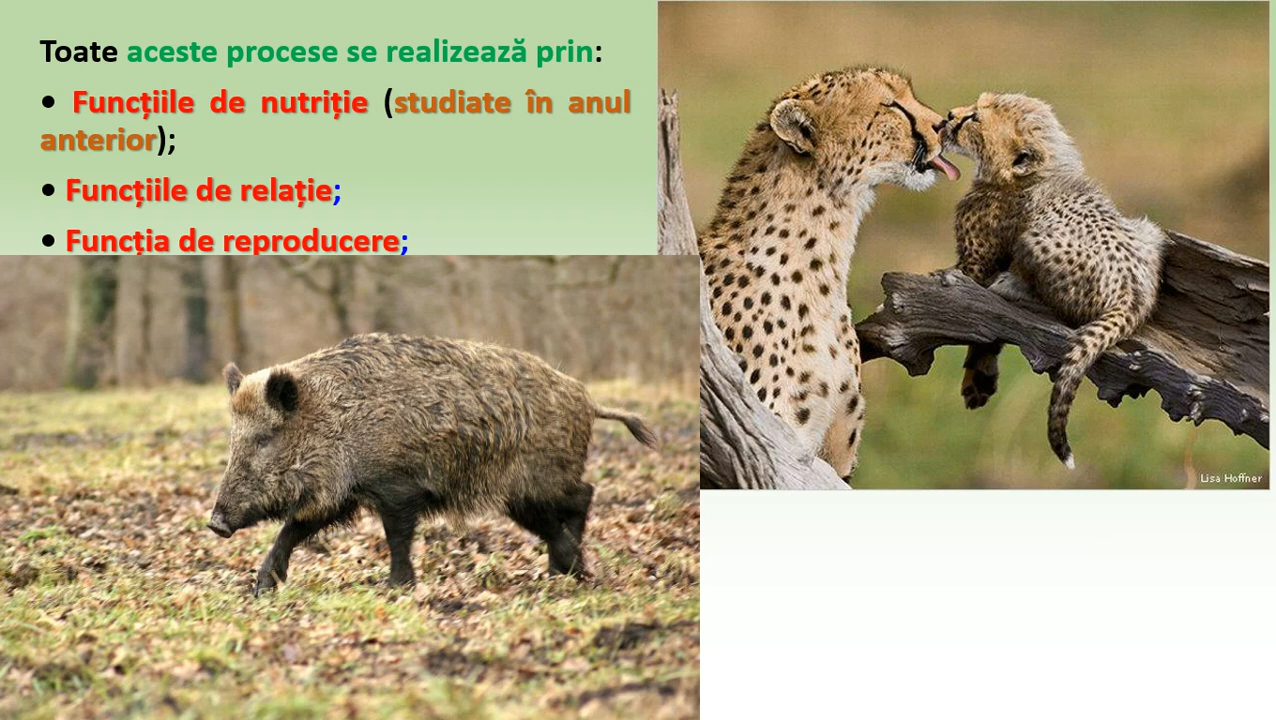 Toate aceste procese se realizează prin:
• Funcțiile de nutriție (studiate în anul
anterior);
• Funcțiile de relație;
• Funcția de reproducere;
Lisa Hoffner